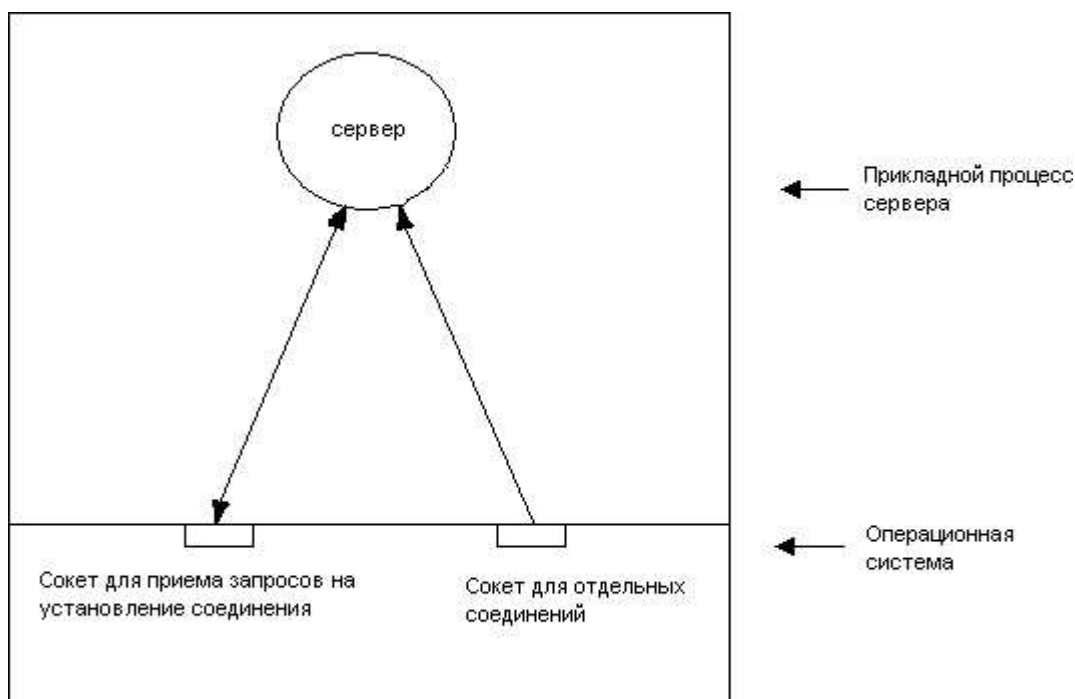 сервер
Прикладной процесс
сервера
Операционная
система
Сокет для приема запросов на
установление соединения
Сокет для отдельных
соединений